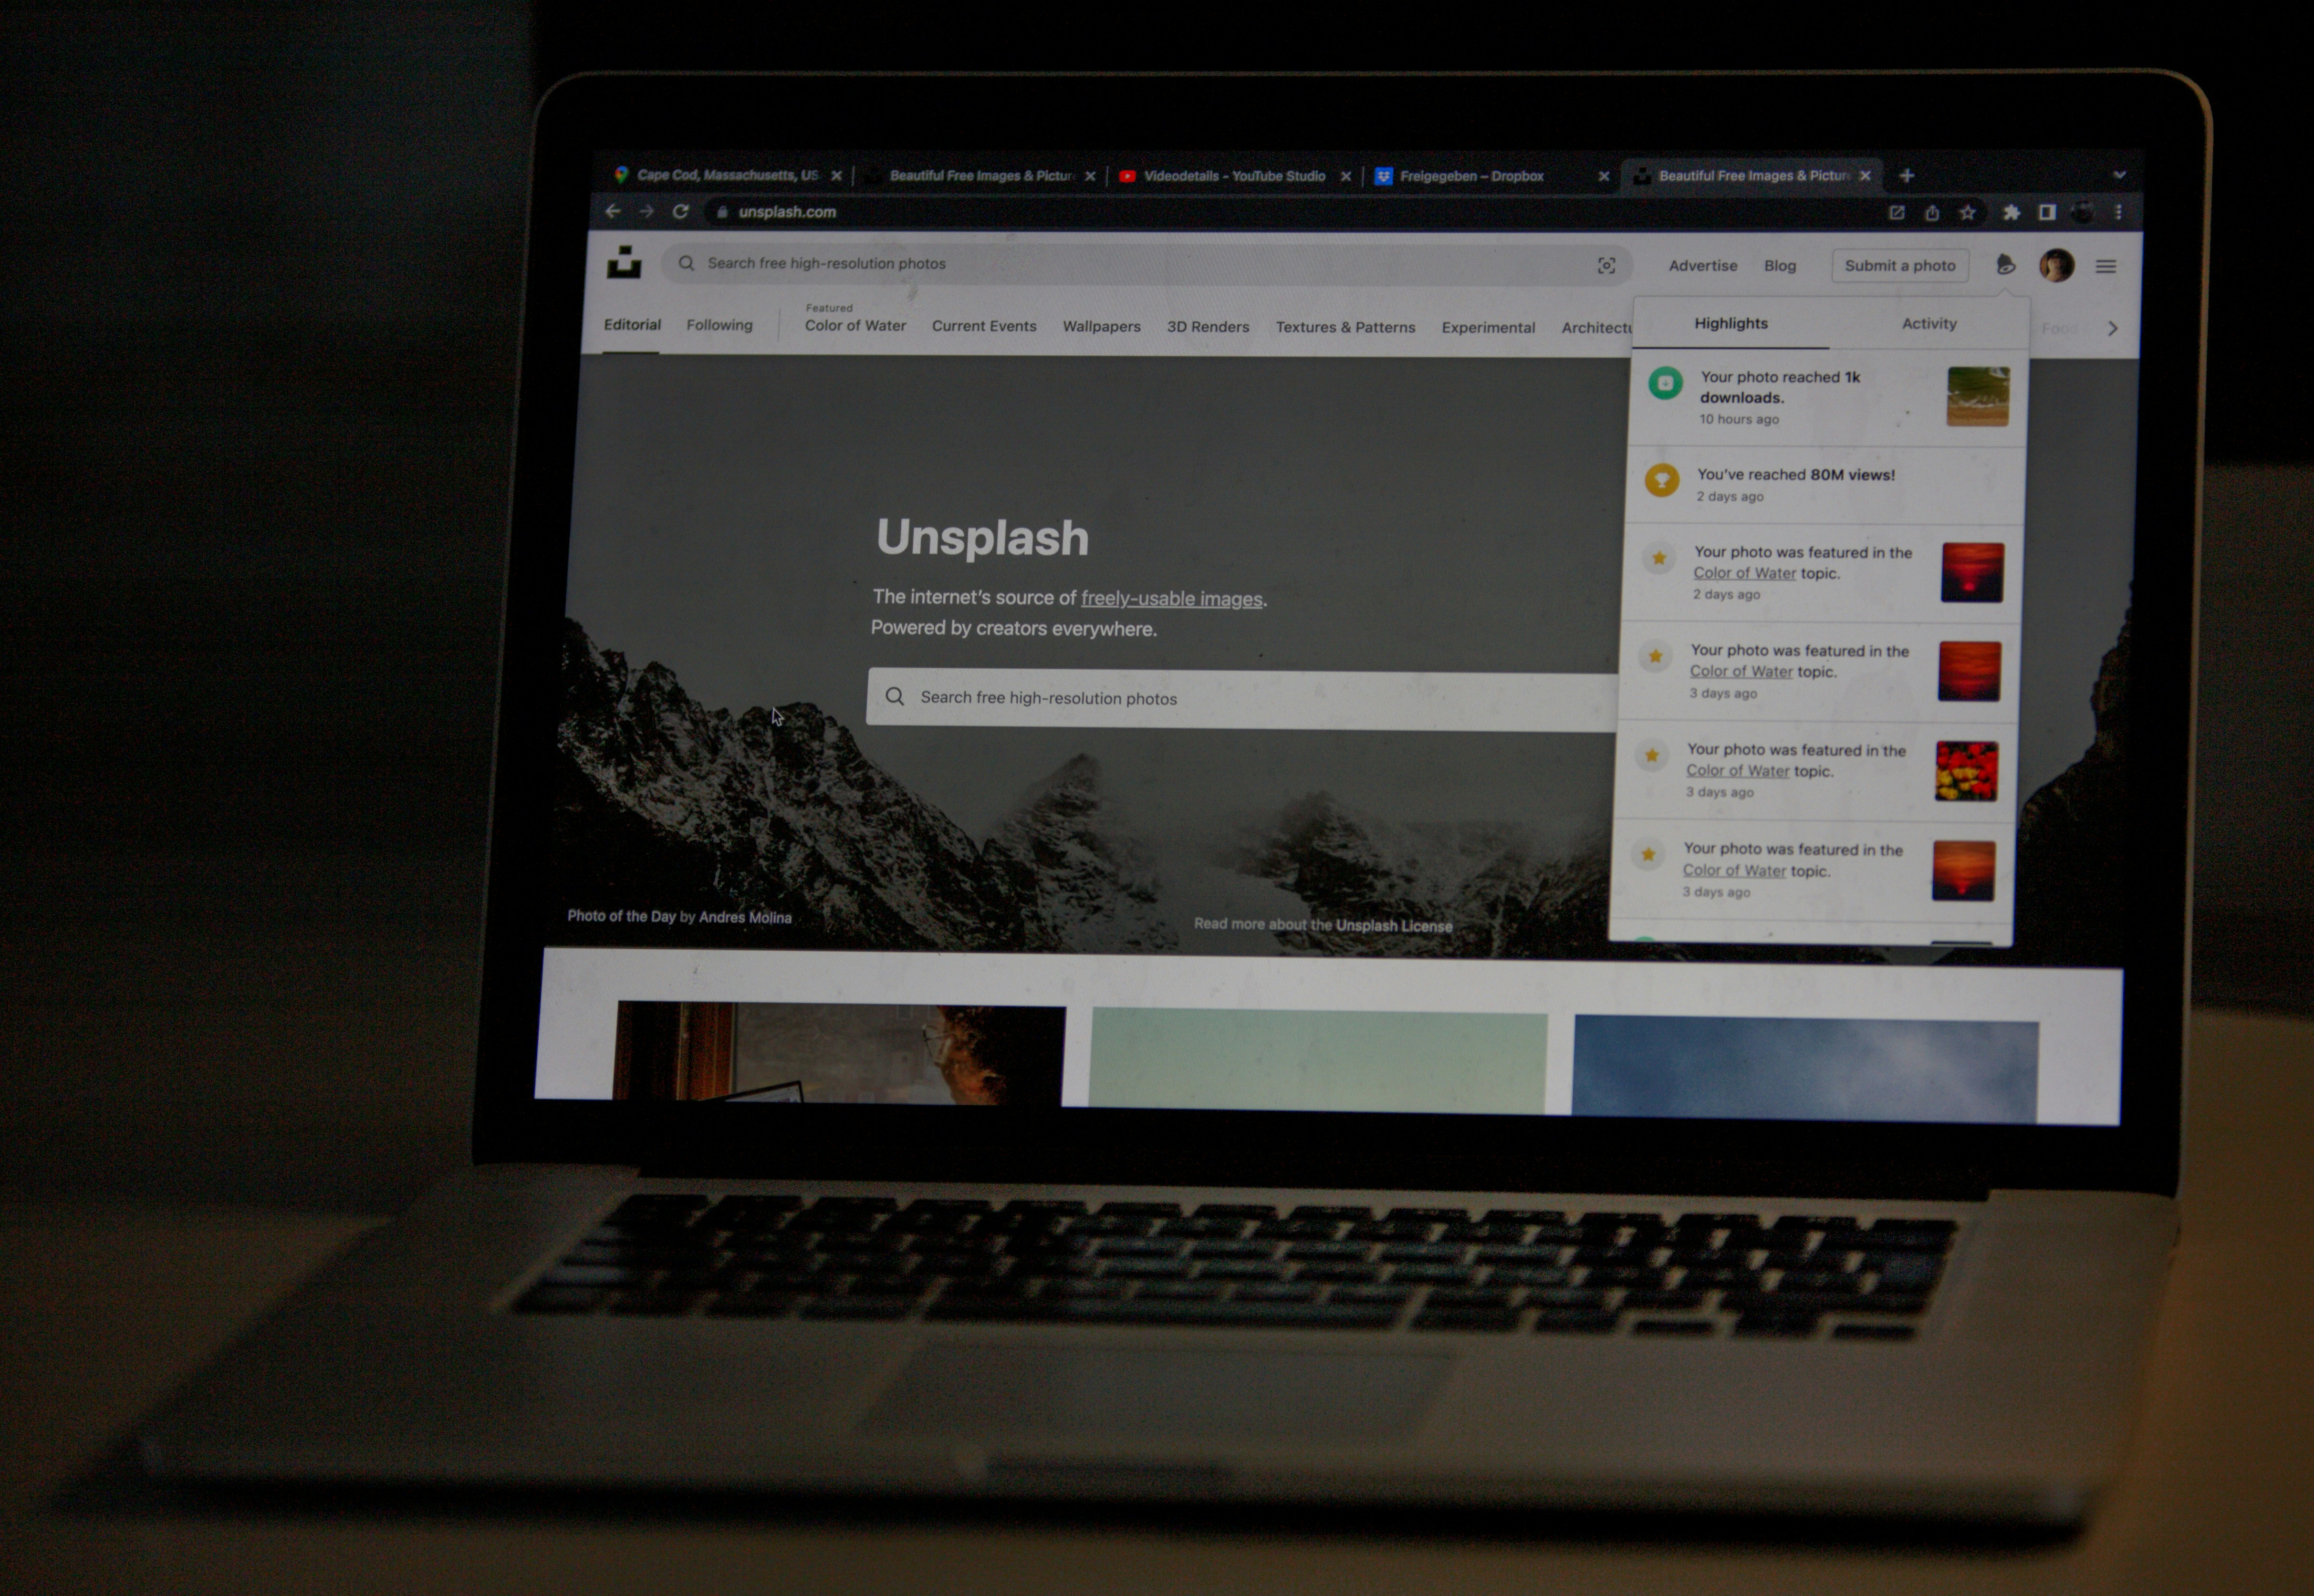 Cape Cod, Massachusetts, US
Beautiful Free Images & Pictur
Videodetails - YouTube Studio
Freigegeben – Dropbox
Beautiful Free Images & Pictur
unsplash.com
Search free high-resolution photos
Advertise
Blog
Submit a photo
Editorial
Following
Featured
Color of Water
Current Events
Wallpapers
3D Renders
Textures & Patterns
Experimental
Architectu
Food
Highlights
Activity
Your photo reached 1k
downloads.
10 hours ago
You've reached 80M views!
2 days ago
Your photo was featured in the
Color of Water topic.
2 days ago
Your photo was featured in the
Color of Water topic.
3 days ago
Your photo was featured in the
Color of Water topic.
3 days ago
Your photo was featured in the
Color of Water topic.
3 days ago
Unsplash
The internet's source of freely-usable images.
Powered by creators everywhere.
Search free high-resolution photos
Photo of the Day by Andres Molina
Read more about the Unsplash License